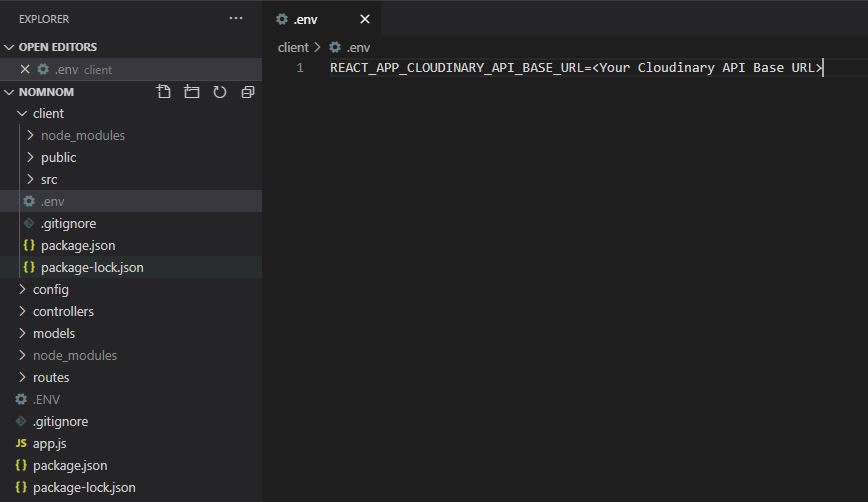 EXPLORER
OPEN EDITORS
.env client
NOMNOM
client
node_modules
public
src
.env
.gitignore
{} package.json
{} package-lock.json
config
controllers
models
node_modules
routes
.ENV
.gitignore
JS app.js
{} package.json
{} package-lock.json
.env
client > .env
1 REACT_APP_CLOUDINARY_API_BASE_URL=<Your Cloudinary API Base URL>